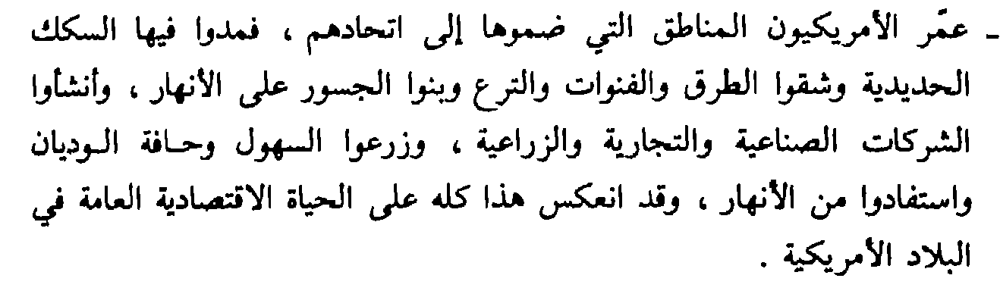 - عمّر الأمريكيون المناطق التي ضموها إلى اتحادهم ، فمدوا فيها السكك
الحديدية وشقوا الطرق والفنوات والترع وبنوا الجسور على الأنهار ، وأنشأوا
الشركات الصناعية والتجارية والزراعية ، وزرعوا السهول وحـافة الـوديان
واستفادوا من الأنهار ، وقد انعكس هذا كله على الحياة الاقتصادية العامة في
البلاد الأمريكية .